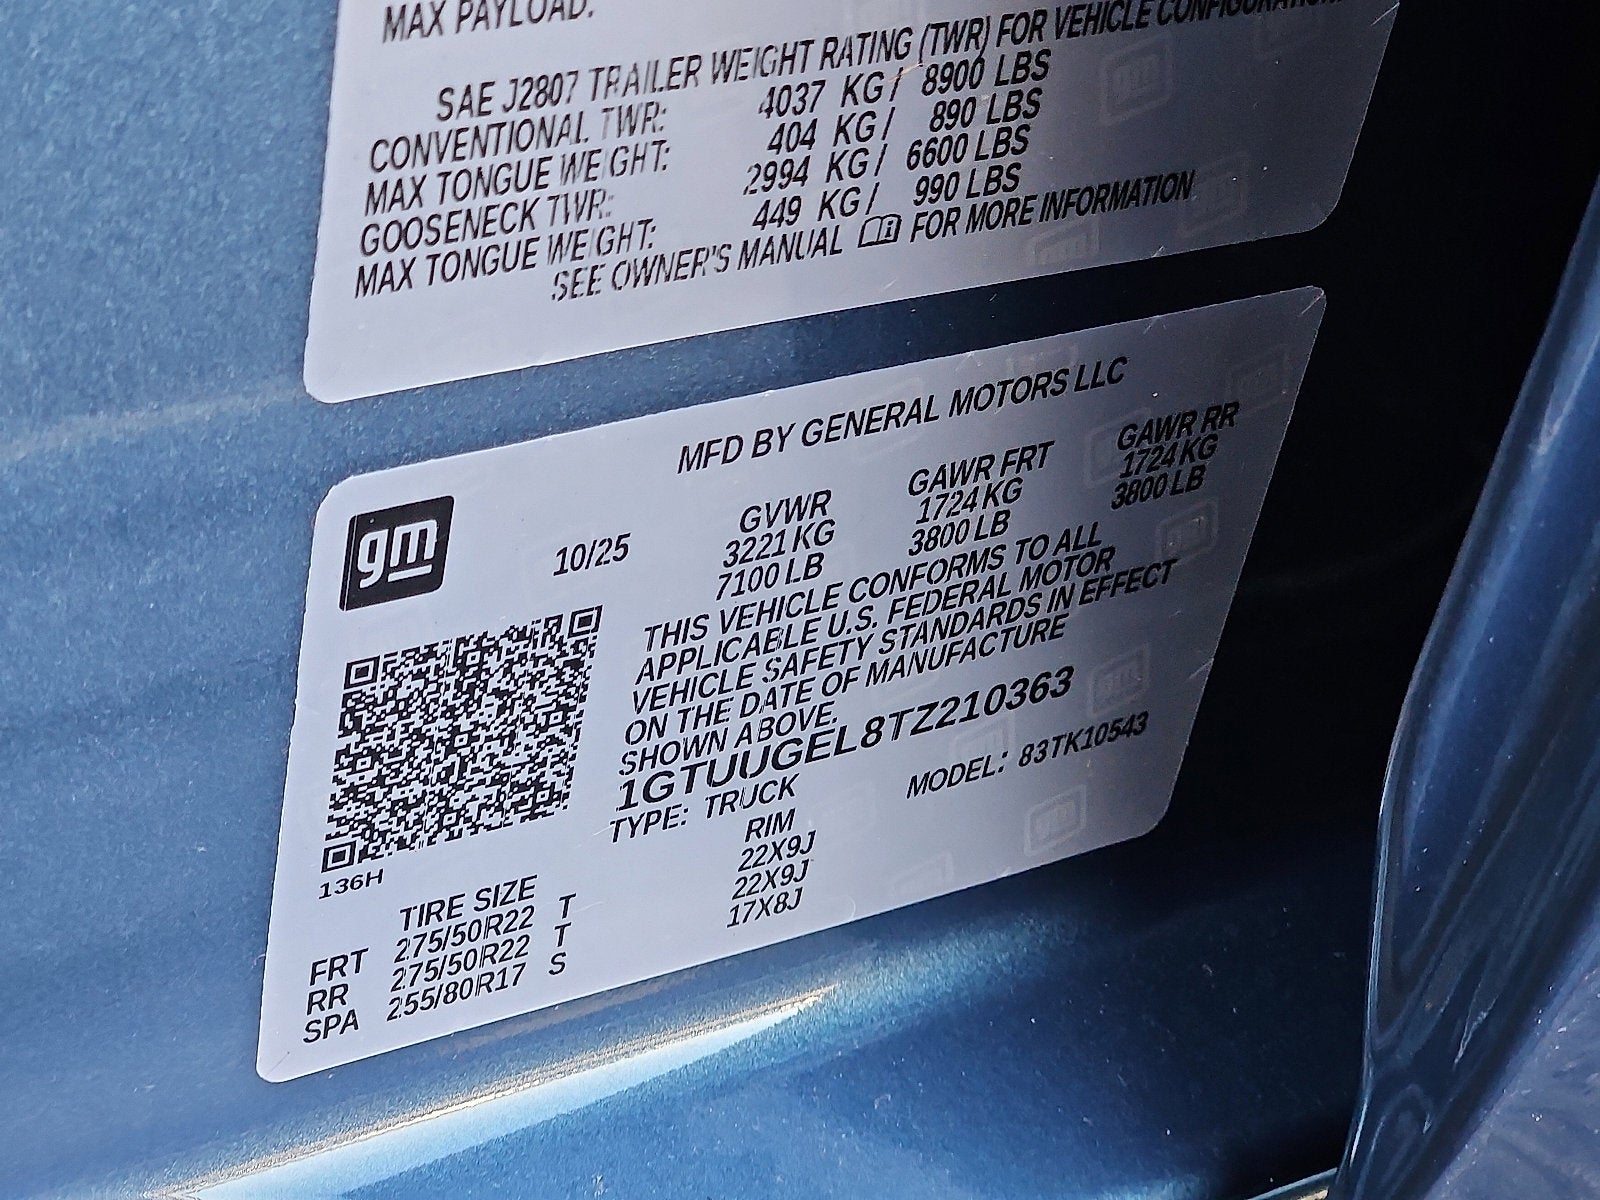 MAX PAYLOAD:
SAE J2807 TRAILER WEIGHT RATING (TWR) FOR VEHICLE CONFIGURATION:
CONVENTIONAL TWR: 4037 KG / 8900 LBS
MAX TONGUE WEIGHT: 404 KG / 890 LBS
GOOSENECK TWR: 2994 KG / 6600 LBS
MAX TONGUE WEIGHT: 449 KG / 990 LBS
SEE OWNER'S MANUAL FOR MORE INFORMATION
MFD BY GENERAL MOTORS LLC
gm
10/25
GVWR GAWR FRT GAWR RR
3221 KG 1724 KG 1724 KG
7100 LB 3800 LB 3800 LB
THIS VEHICLE CONFORMS TO ALL
APPLICABLE U.S. FEDERAL MOTOR
VEHICLE SAFETY STANDARDS IN EFFECT
ON THE DATE OF MANUFACTURE
SHOWN ABOVE.
1GTUUGEL8TZ210363
TYPE: TRUCK MODEL: 83TK10543
136H
TIRE SIZE RIM
FRT 275/50R22 T 22X9J
RR 275/50R22 T 22X9J
SPA 255/80R17 S 17X8J